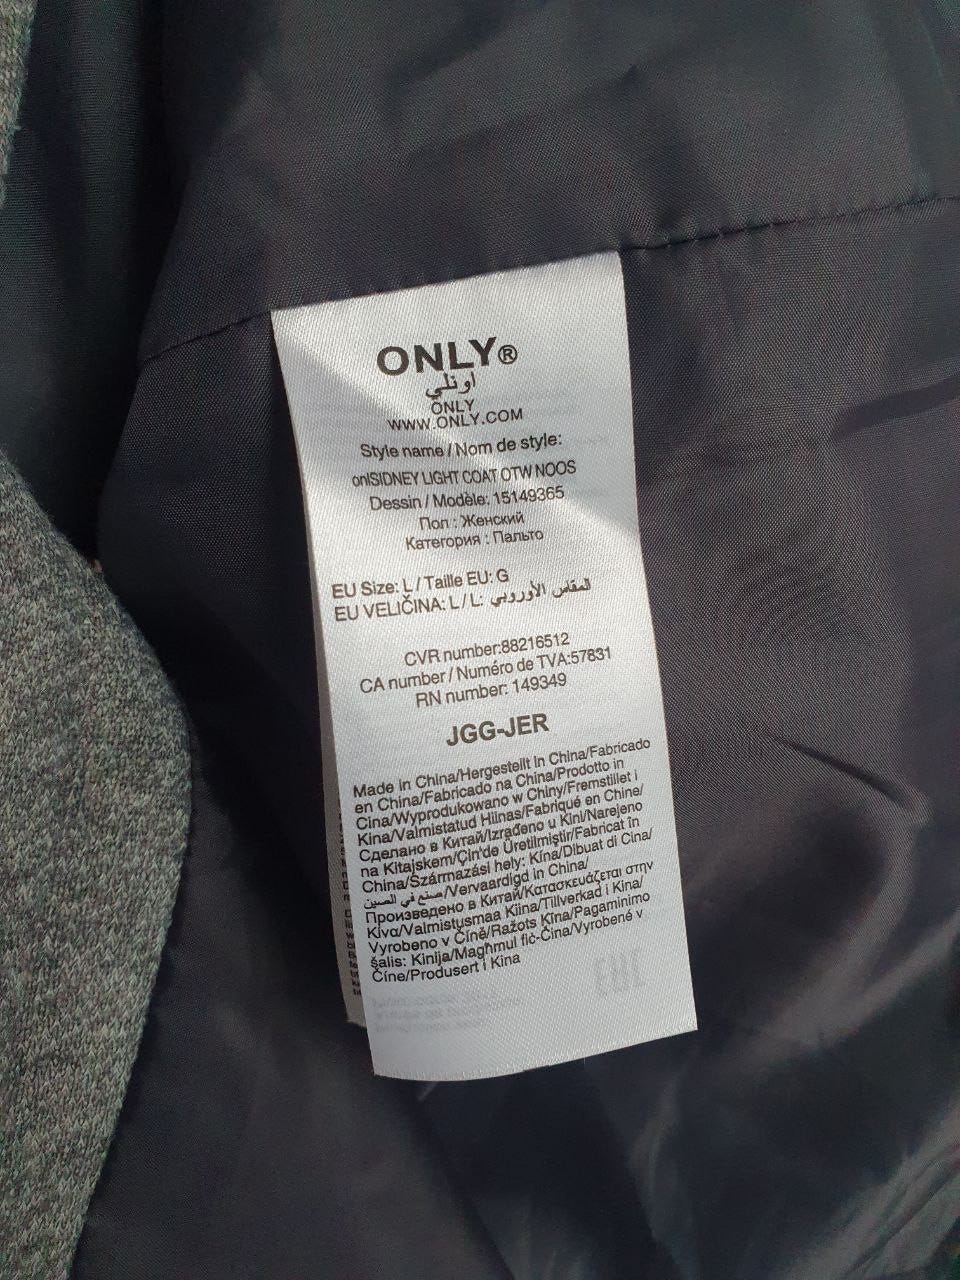 ONLY®
اونلي
ONLY
WWW.ONLY.COM
Style name / Nom de style:
onlSIDNEY LIGHT COAT OTW NOOS
Dessin / Modèle: 15149365
Пол : Женский
Категория : Пальто
EU Size: L / Taille EU: G
EU VELIČINA: L / L: المقاس الأوروبي
CVR number:88216512
CA number / Numéro de TVA:57831
RN number: 149349
JGG-JER
Made in China/Hergestellt in China/Fabricado
en China/Fabricado na China/Prodotto in
Cina/Wyprodukowano w Chiny/Fremstillet i
Kina/Valmistatud Hiinas/Fabriqué en Chine/
Сделано в Китай/Izrađeno u Kini/Narejeno
na Kitajskem/Çin'de Üretilmiştir/Fabricat în
China/Származási hely: Kína/Dibuat di Cina/
صنع في الصين/Vervaardigd in China/
Произведено в Китай/Κατασκευάζεται στην
Κίνα/Valmistusmaa Kiina/Tillverkad i Kina/
Vyrobeno v Číně/Ražots Ķīna/Pagaminimo
šalis: Kinija/Magħmul fiċ-Ċina/Vyrobené v
Číne/Produsert i Kina